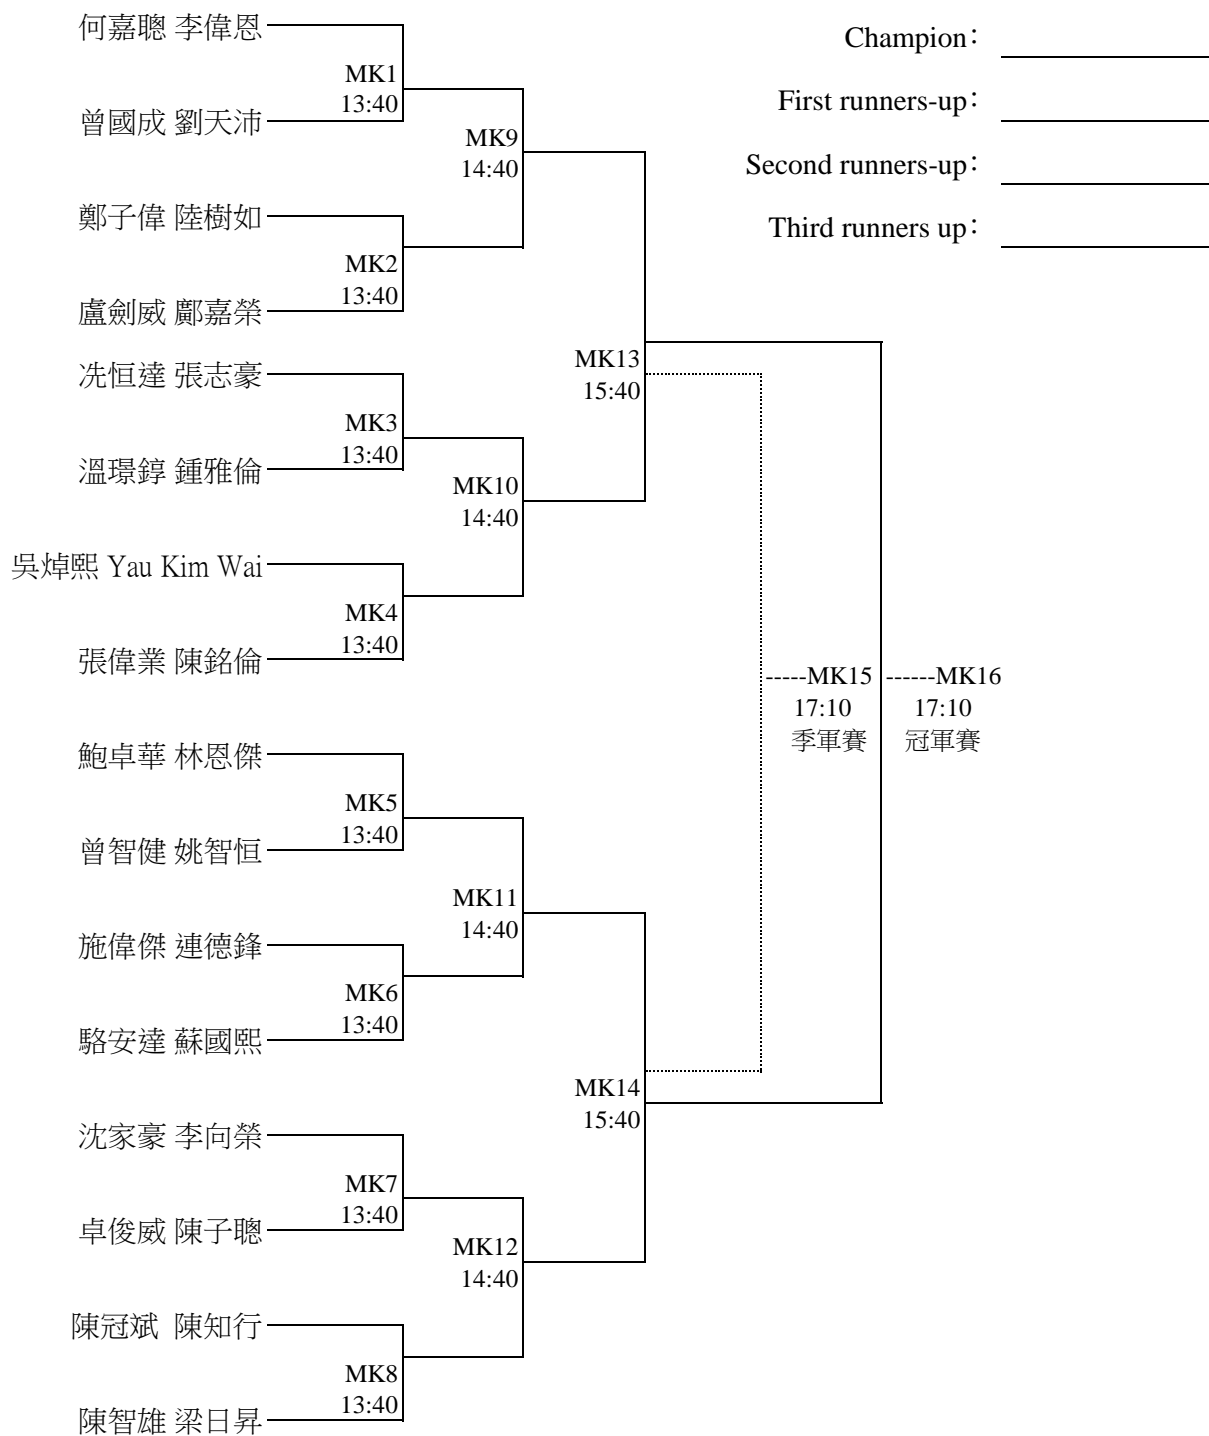 何嘉聰 李偉恩
MK1
13:40
曾國成 劉天沛
MK9
14:40
鄭子偉 陸樹如
MK2
13:40
盧劍威 鄺嘉榮
MK13
15:40
冼恒達 張志豪
MK3
13:40
溫璟錞 鍾雅倫
MK10
14:40
吳焯熙 Yau Kim Wai
MK4
13:40
張偉業 陳銘倫
-----MK15
17:10
季軍賽
------MK16
17:10
冠軍賽
鮑卓華 林恩傑
MK5
13:40
曾智健 姚智恒
MK11
14:40
施偉傑 連德鋒
MK6
13:40
駱安達 蘇國熙
MK14
15:40
沈家豪 李向榮
MK7
13:40
卓俊威 陳子聰
MK12
14:40
陳冠斌 陳知行
MK8
13:40
陳智雄 梁日昇
Champion:
First runners-up:
Second runners-up:
Third runners up: